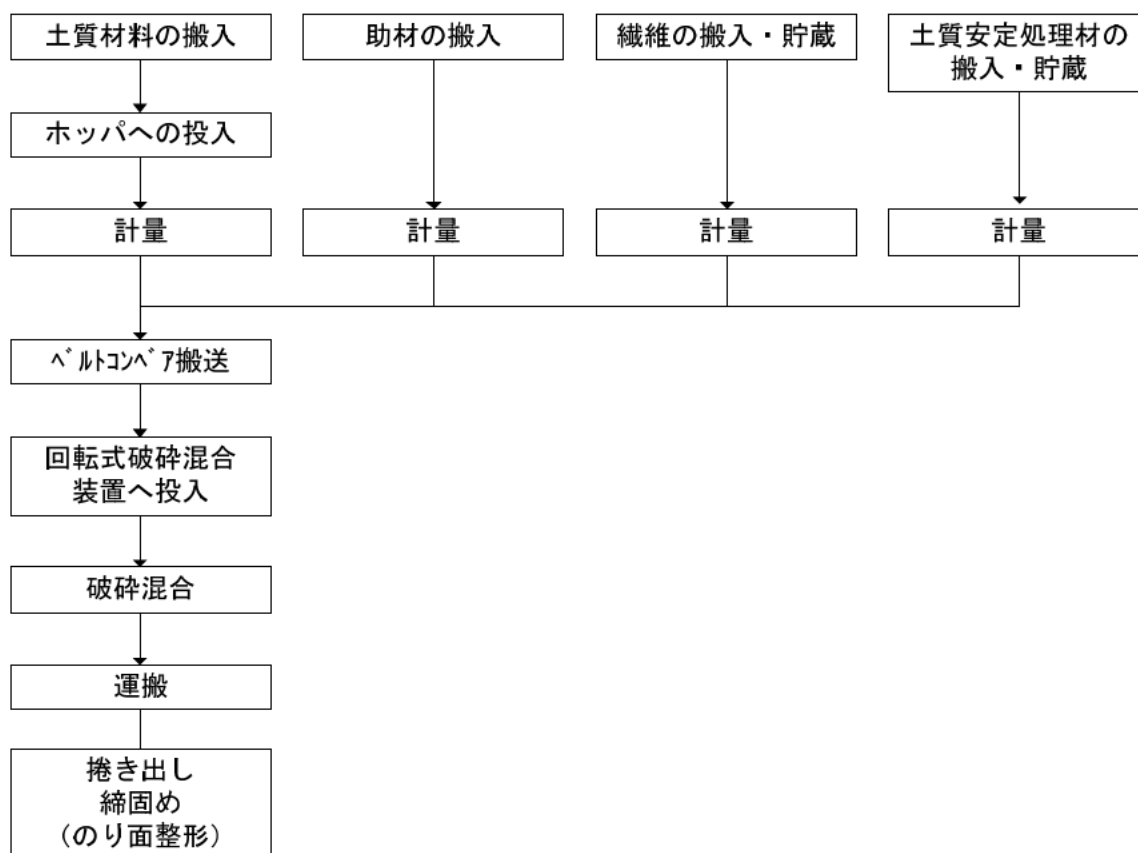 土質材料の搬入
助材の搬入
繊維の搬入・貯蔵
土質安定処理材の
搬入・貯蔵
ホッパへの投入
計量
計量
計量
計量
ﾍﾞﾙﾄｺﾝﾍﾞｱ搬送
回転式破砕混合
装置へ投入
破砕混合
運搬
捲き出し
締固め
(のり面整形)